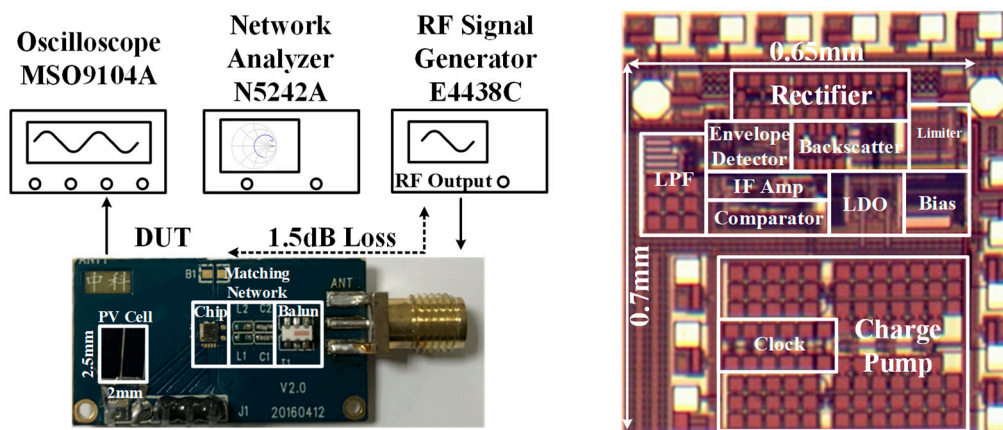 Oscilloscope
MSO9104A
Network
Analyzer
N5242A
RF Signal
Generator
E4438C
RF Output
DUT
1.5dB Loss
中科
B1
Matching
Network
ANT
PV Cell
Chip
L2 C2
Balun
2.5mm
2mm
L1 C1
T1
V2.0
J1
20160412
0.65mm
0.7mm
Rectifier
Envelope
Detector
Backscatter
Limiter
LPF
IF Amp
Comparator
LDO
Bias
Clock
Charge
Pump